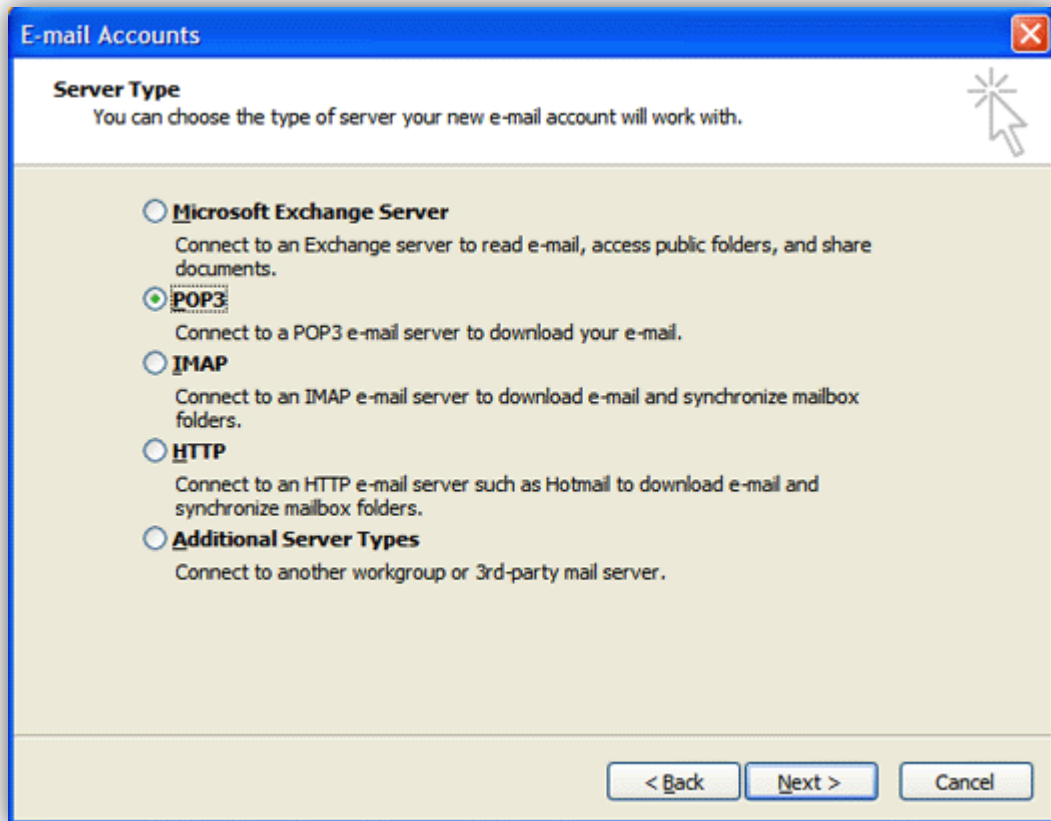 E-mail Accounts
Server Type
You can choose the type of server your new e-mail account will work with.
Microsoft Exchange Server
Connect to an Exchange server to read e-mail, access public folders, and share
documents.
POP3
Connect to a POP3 e-mail server to download your e-mail.
IMAP
Connect to an IMAP e-mail server to download e-mail and synchronize mailbox
folders.
HTTP
Connect to an HTTP e-mail server such as Hotmail to download e-mail and
synchronize mailbox folders.
Additional Server Types
Connect to another workgroup or 3rd-party mail server.
< Back Next > Cancel